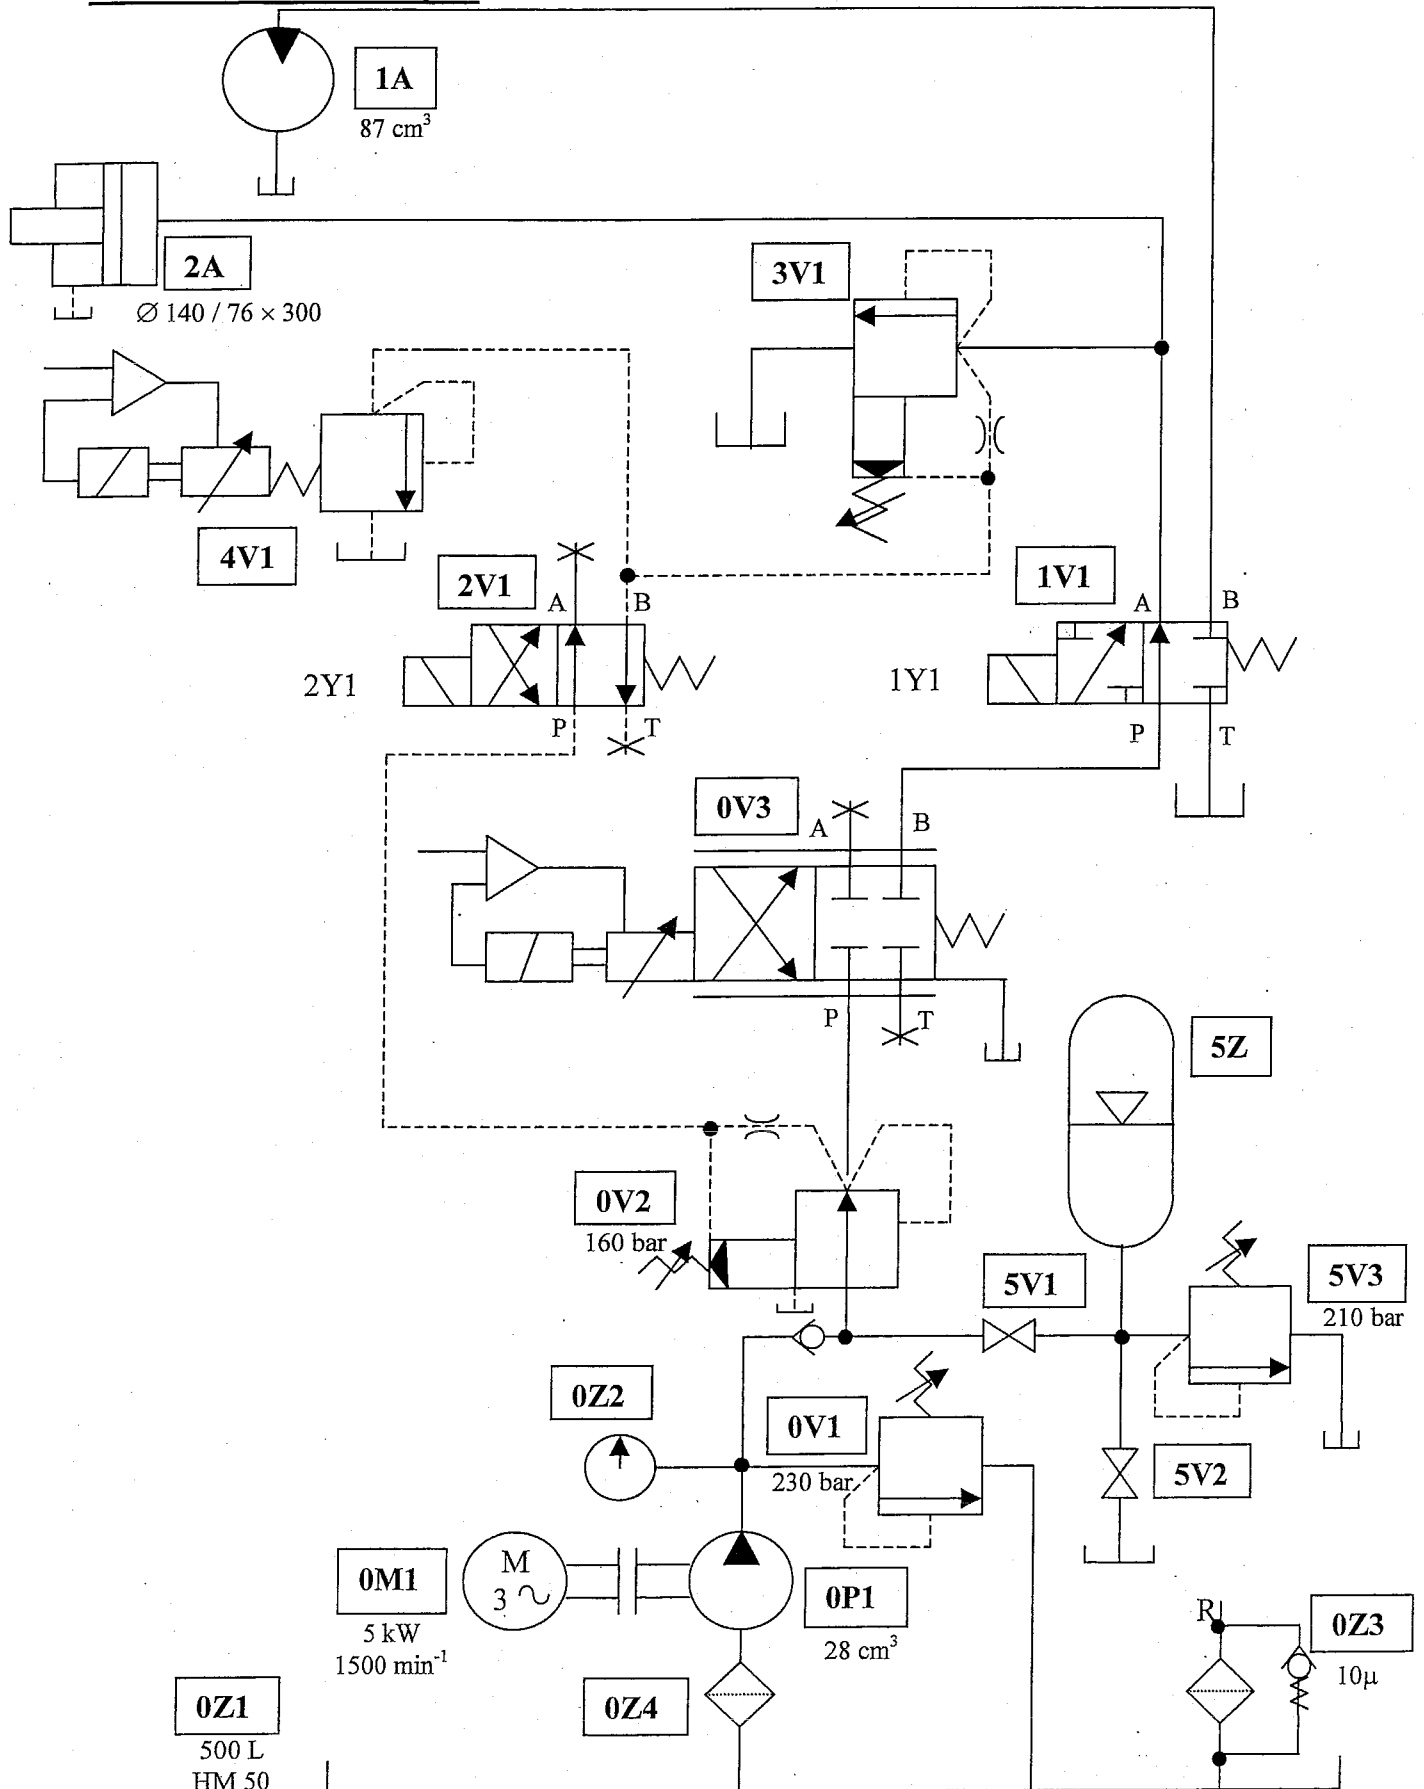 1A
87 cm³
2A
Ø 140 / 76 × 300
3V1
4V1
2V1
A
B
1V1
A
B
2Y1
1Y1
P
T
P
T
0V3
A
B
P
T
5Z
0V2
160 bar
5V1
5V3
210 bar
0Z2
0V1
230 bar
5V2
0M1
M
3 ~
0P1
5 kW
1500 min⁻¹
28 cm³
R
0Z3
10μ
0Z1
0Z4
500 L
HM 50